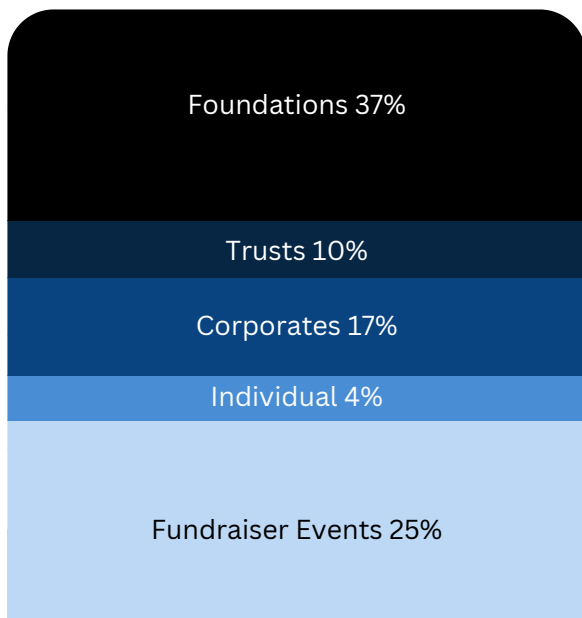 Foundations 37%
Trusts 10%
Corporates 17%
Individual 4%
Fundraiser Events 25%